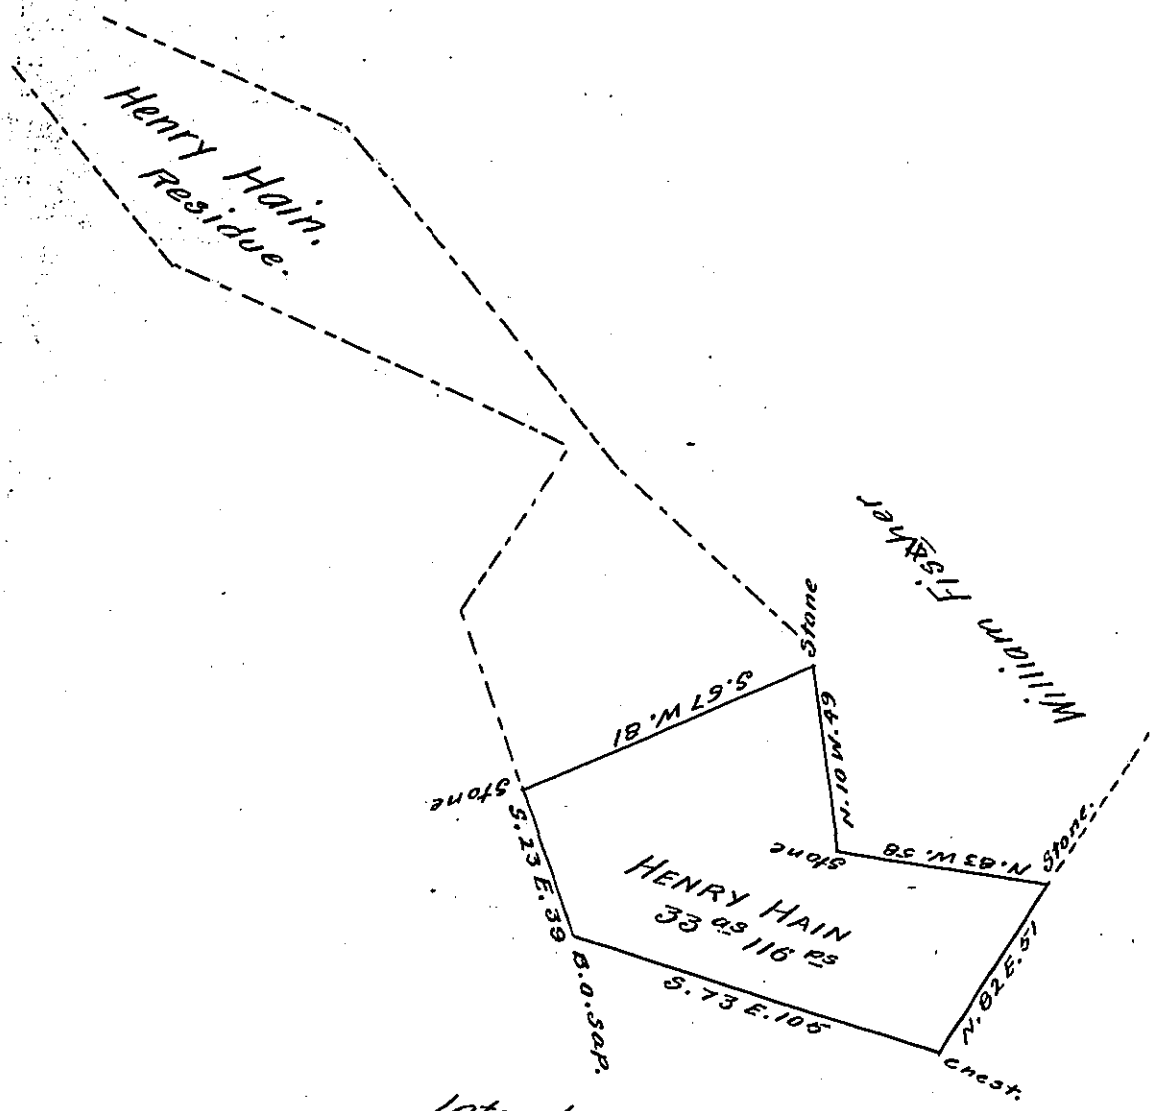 Henry Hain.
Residue.
William Fisher
Stone
S. 67 W. 81
N. 10 W. 49
Stone
S. 23 E. 39
Stone
N. 83 W. 58
Stone.
HENRY HAIN
33 as 116 ps
B.O. Sap.
S. 73 E. 105
N. 82 E. 51
Chest.